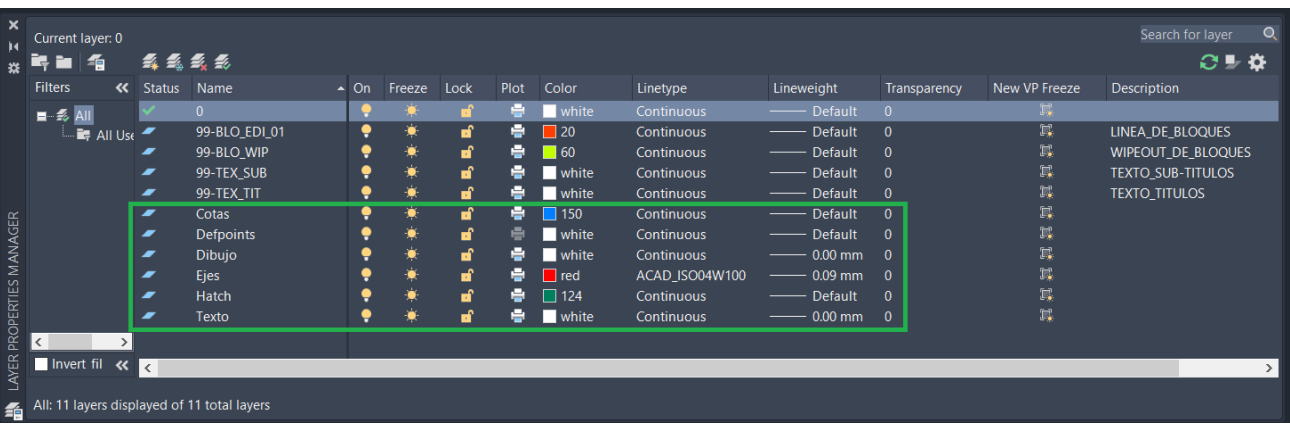 Current layer: 0
Search for layer
Filters
Status Name On Freeze Lock Plot Color Linetype Lineweight Transparency New VP Freeze Description
All
0 white Continuous Default 0
All Use
99-BLO_EDI_01 20 Continuous Default 0 LINEA_DE_BLOQUES
99-BLO_WIP 60 Continuous Default 0 WIPEOUT_DE_BLOQUES
99-TEX_SUB white Continuous Default 0 TEXTO_SUB-TITULOS
99-TEX_TIT white Continuous Default 0 TEXTO_TITULOS
Cotas 150 Continuous Default 0
Defpoints white Continuous Default 0
Dibujo white Continuous 0.00 mm 0
Ejes red ACAD_ISO04W100 0.09 mm 0
Hatch 124 Continuous Default 0
Texto white Continuous 0.00 mm 0
Invert fil
All: 11 layers displayed of 11 total layers
LAYER PROPERTIES MANAGER